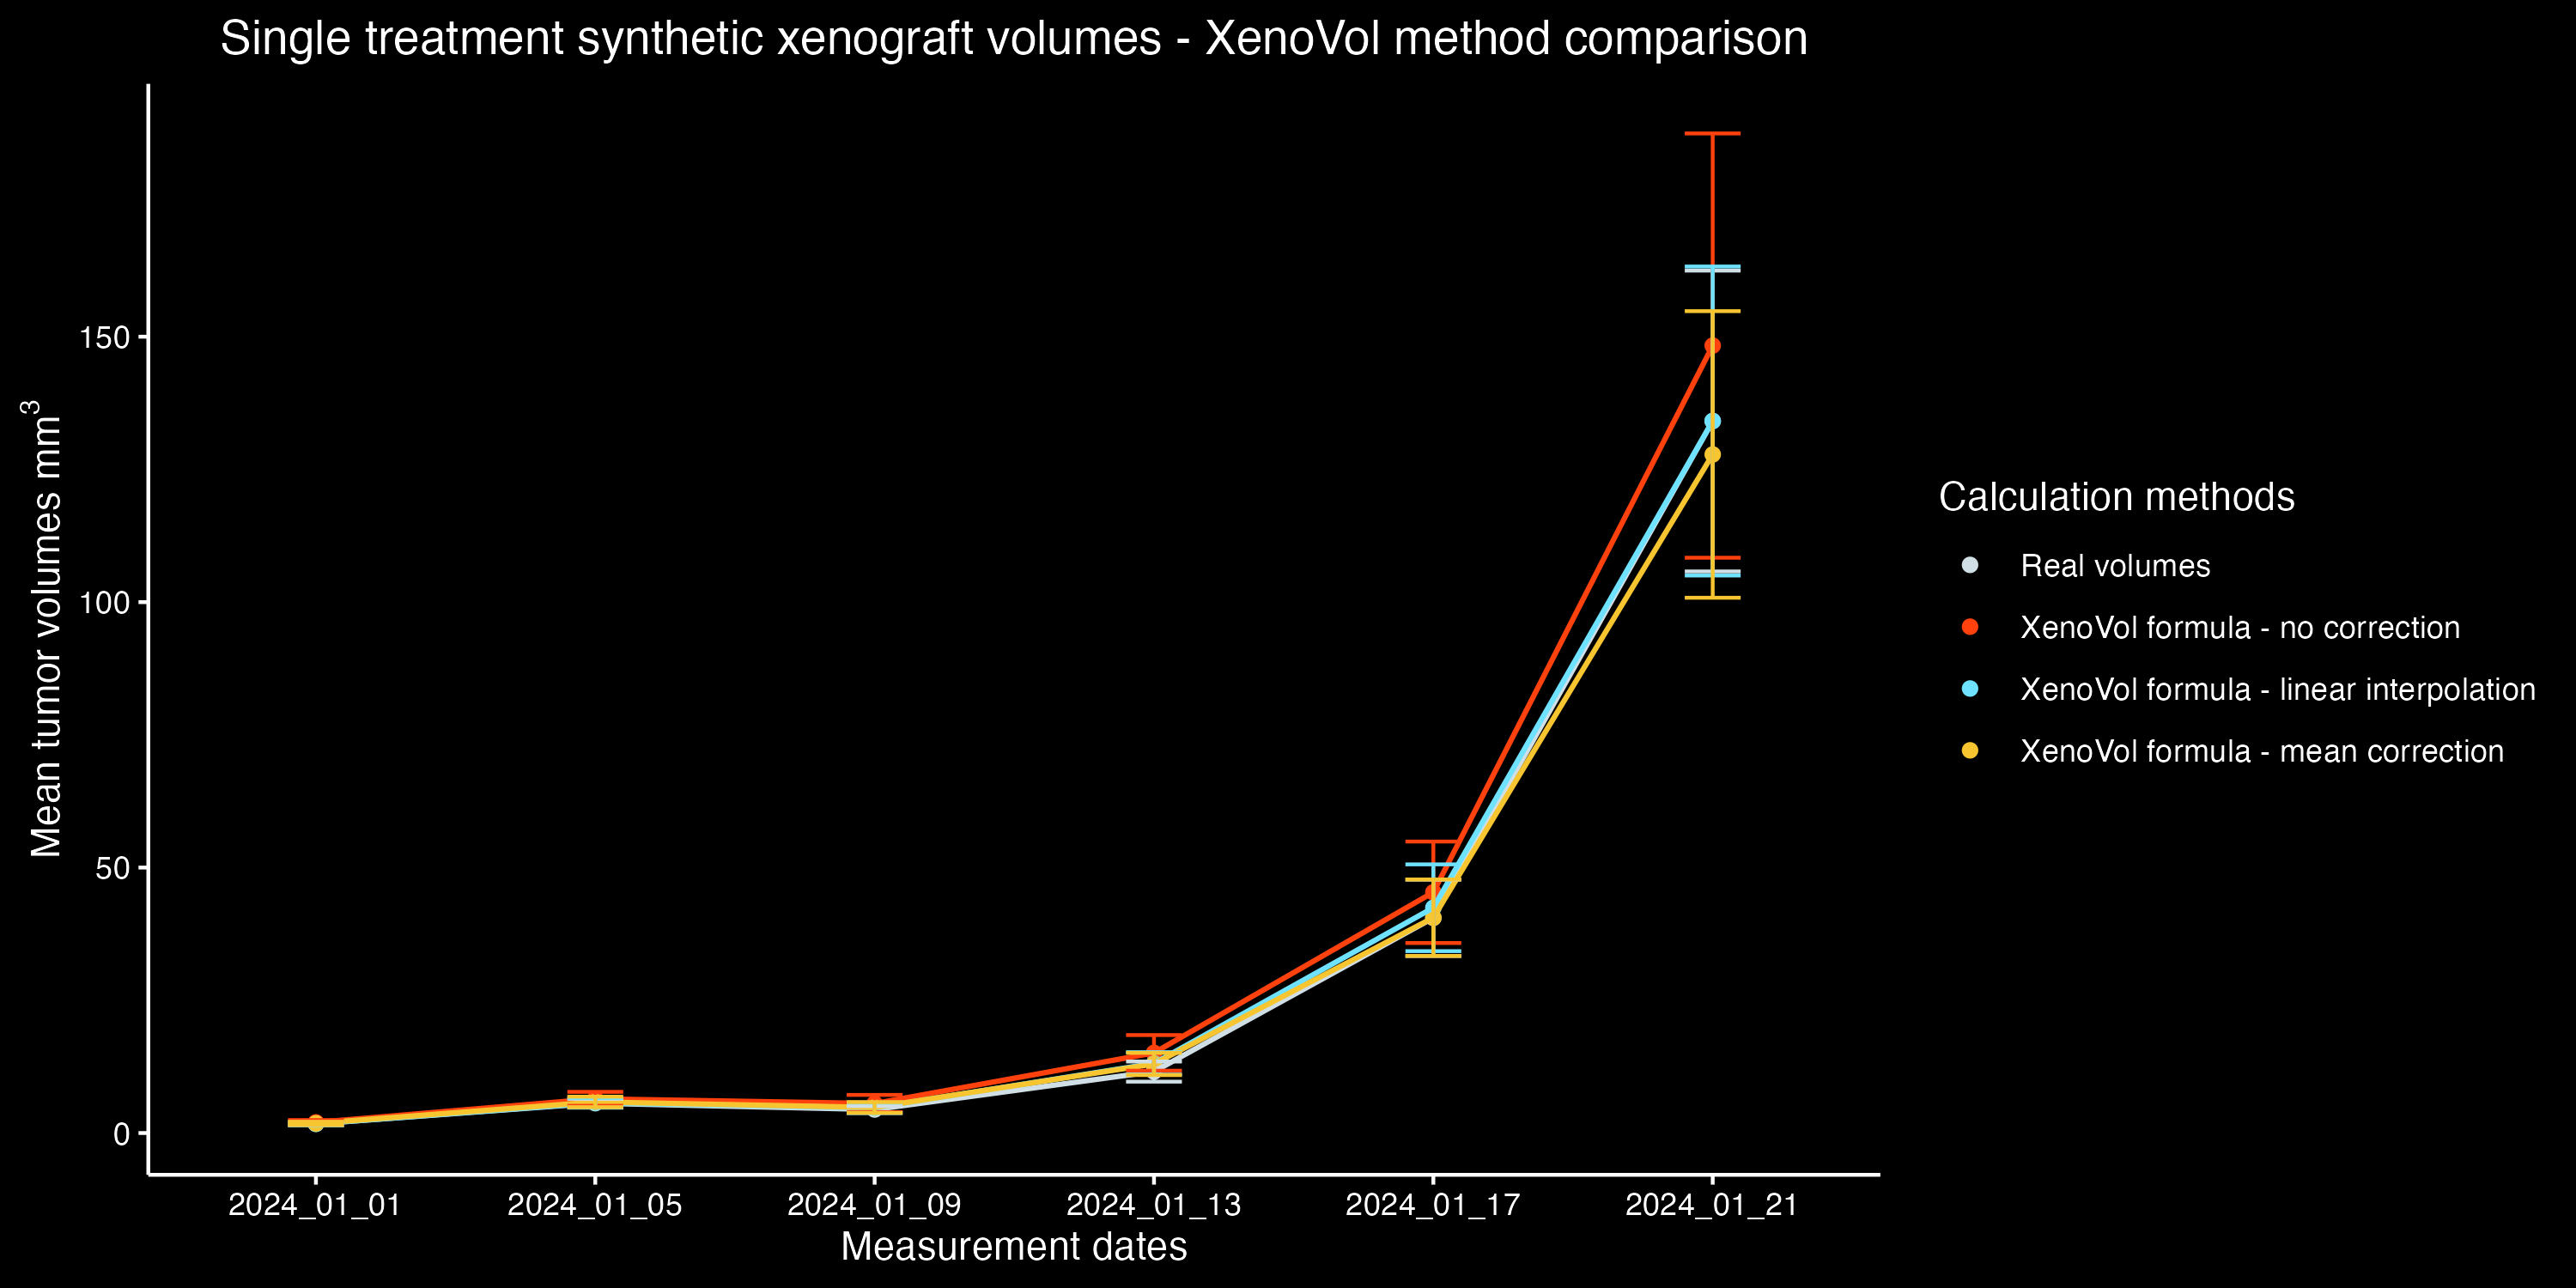 Single treatment synthetic xenograft volumes - XenoVol method comparison
Mean tumor volumes mm³
150
100
50
0
2024_01_01 2024_01_05 2024_01_09 2024_01_13 2024_01_17 2024_01_21
Measurement dates
Calculation methods
Real volumes
XenoVol formula - no correction
XenoVol formula - linear interpolation
XenoVol formula - mean correction